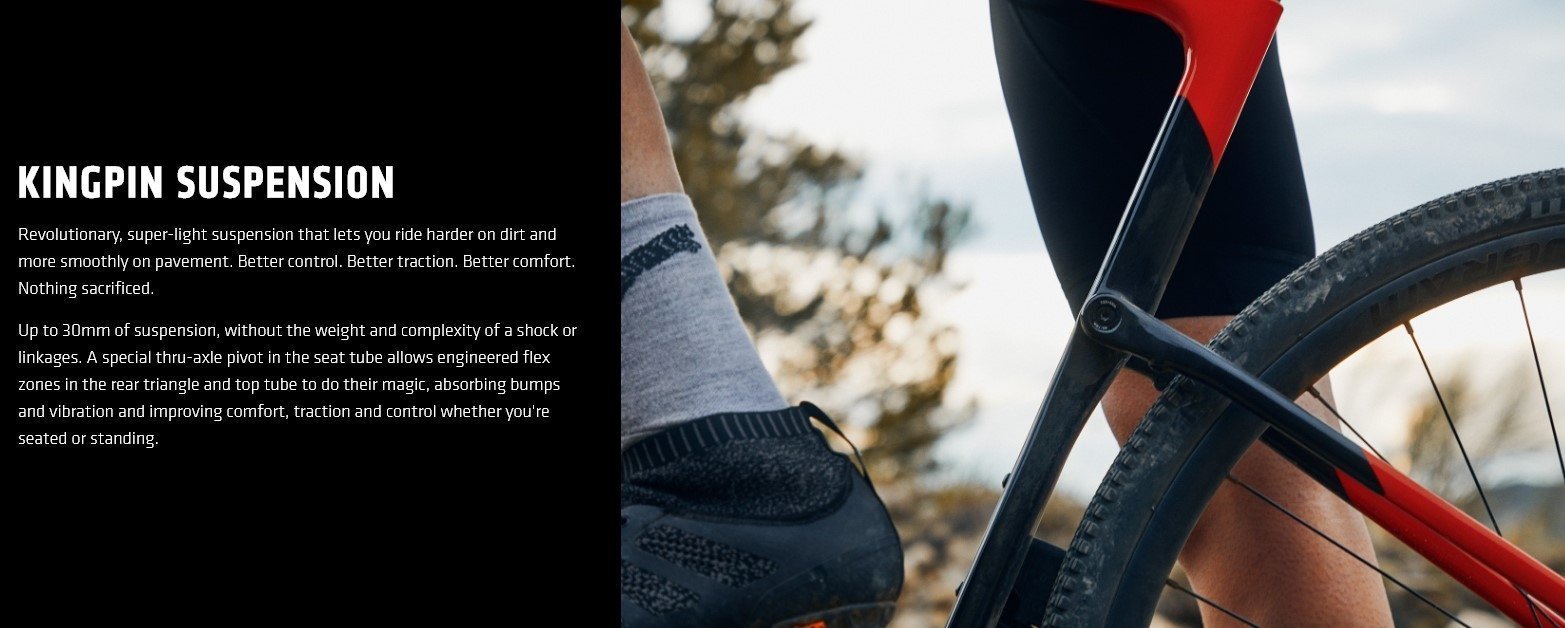 KINGPIN SUSPENSION
Revolutionary, super-light suspension that lets you ride harder on dirt and
more smoothly on pavement. Better control. Better traction. Better comfort.
Nothing sacrificed.
Up to 30mm of suspension, without the weight and complexity of a shock or
linkages. A special thru-axle pivot in the seat tube allows engineered flex
zones in the rear triangle and top tube to do their magic, absorbing bumps
and vibration and improving comfort, traction and control whether you're
seated or standing.